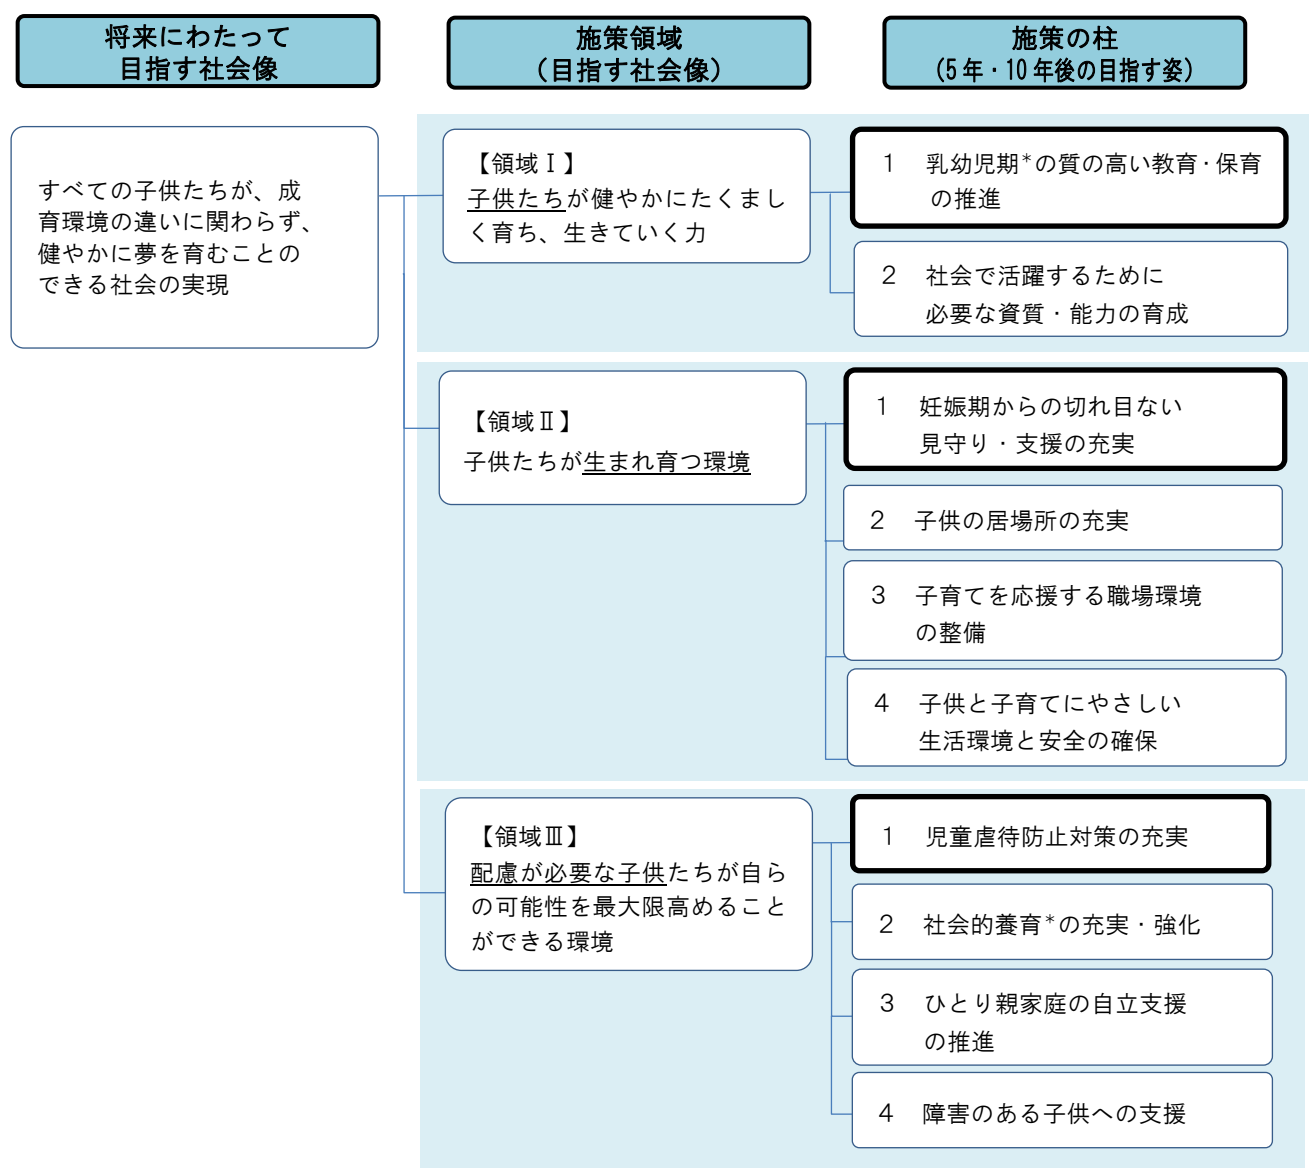 将来にわたって
目指す社会像
施策領域
（目指す社会像）
施策の柱
（5年・10年後の目指す姿）
すべての子供たちが、成
育環境の違いに関わらず、
健やかに夢を育むことの
できる社会の実現
【領域Ⅰ】
子供たちが健やかにたくまし
く育ち、生きていく力
1 乳幼児期*の質の高い教育・保育
の推進
2 社会で活躍するために
必要な資質・能力の育成
【領域Ⅱ】
子供たちが生まれ育つ環境
1 妊娠期からの切れ目ない
見守り・支援の充実
2 子供の居場所の充実
3 子育てを応援する職場環境
の整備
4 子供と子育てにやさしい
生活環境と安全の確保
【領域Ⅲ】
配慮が必要な子供たちが自ら
の可能性を最大限高めること
ができる環境
1 児童虐待防止対策の充実
2 社会的養育*の充実・強化
3 ひとり親家庭の自立支援
の推進
4 障害のある子供への支援